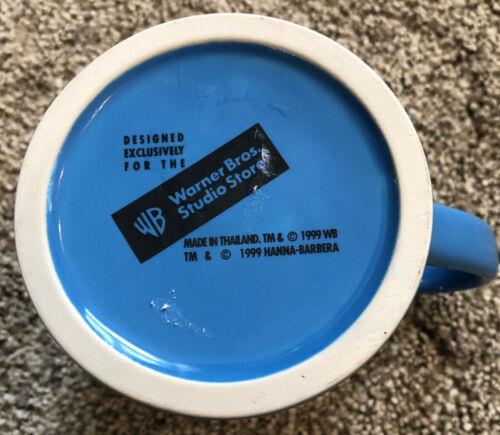 DESIGNED
EXCLUSIVELY
FOR THE
WB
Warner Bros.
Studio Store
MADE IN THAILAND. TM & © 1999 WB
TM & © 1999 HANNA-BARBERA